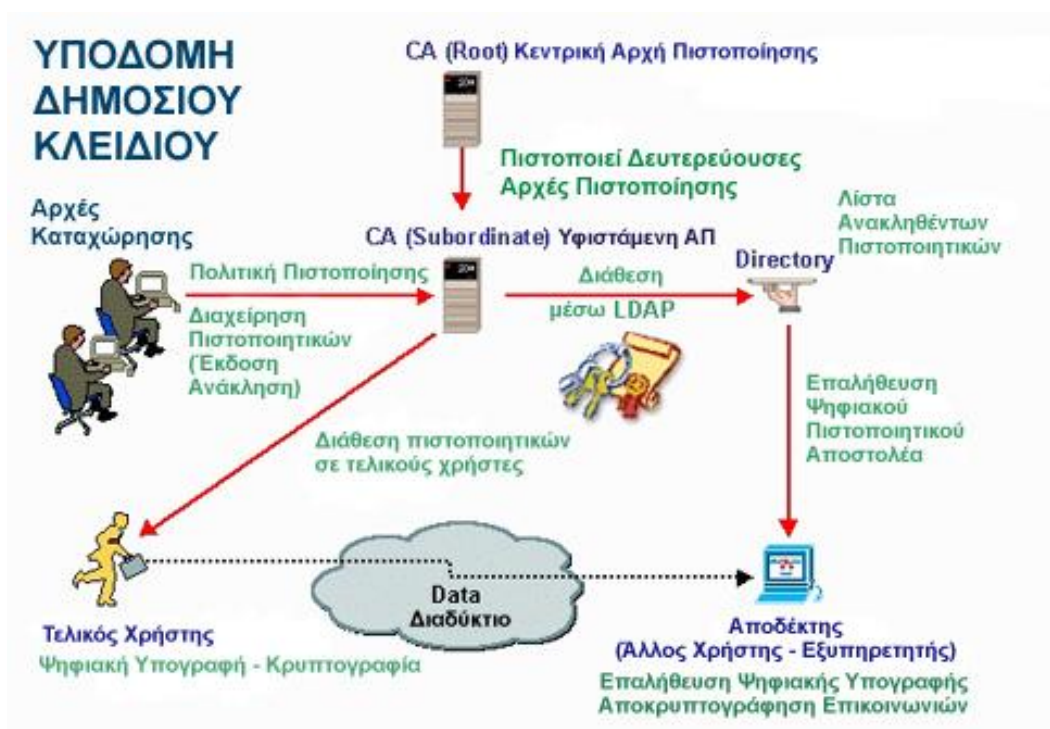 ΥΠΟΔΟΜΗ
ΔΗΜΟΣΙΟΥ
ΚΛΕΙΔΙΟΥ
CA (Root) Κεντρική Αρχή Πιστοποίησης
Πιστοποιεί Δευτερεύουσες
Αρχές Πιστοποίησης
Αρχές
Καταχώρησης
CA (Subordinate) Υφιστάμενη ΑΠ
Λίστα
Ανακληθέντων
Πιστοποιητικών
Directory
Πολιτική Πιστοποίησης
Διαχείρηση
Πιστοποιητικών
(Έκδοση
Ανάκληση)
Διάθεση
μέσω LDAP
Επαλήθευση
Ψηφιακού
Πιστοποιητικού
Αποστολέα
Διάθεση πιστοποιητικών
σε τελικούς χρήστες
Data
Διαδύκτιο
Τελικός Χρήστης
Ψηφιακή Υπογραφή - Κρυπτογραφία
Αποδέκτης
(Άλλος Χρήστης - Εξυπηρετητής)
Επαλήθευση Ψηφιακής Υπογραφής
Αποκρυπτογράφηση Επικοινωνιών